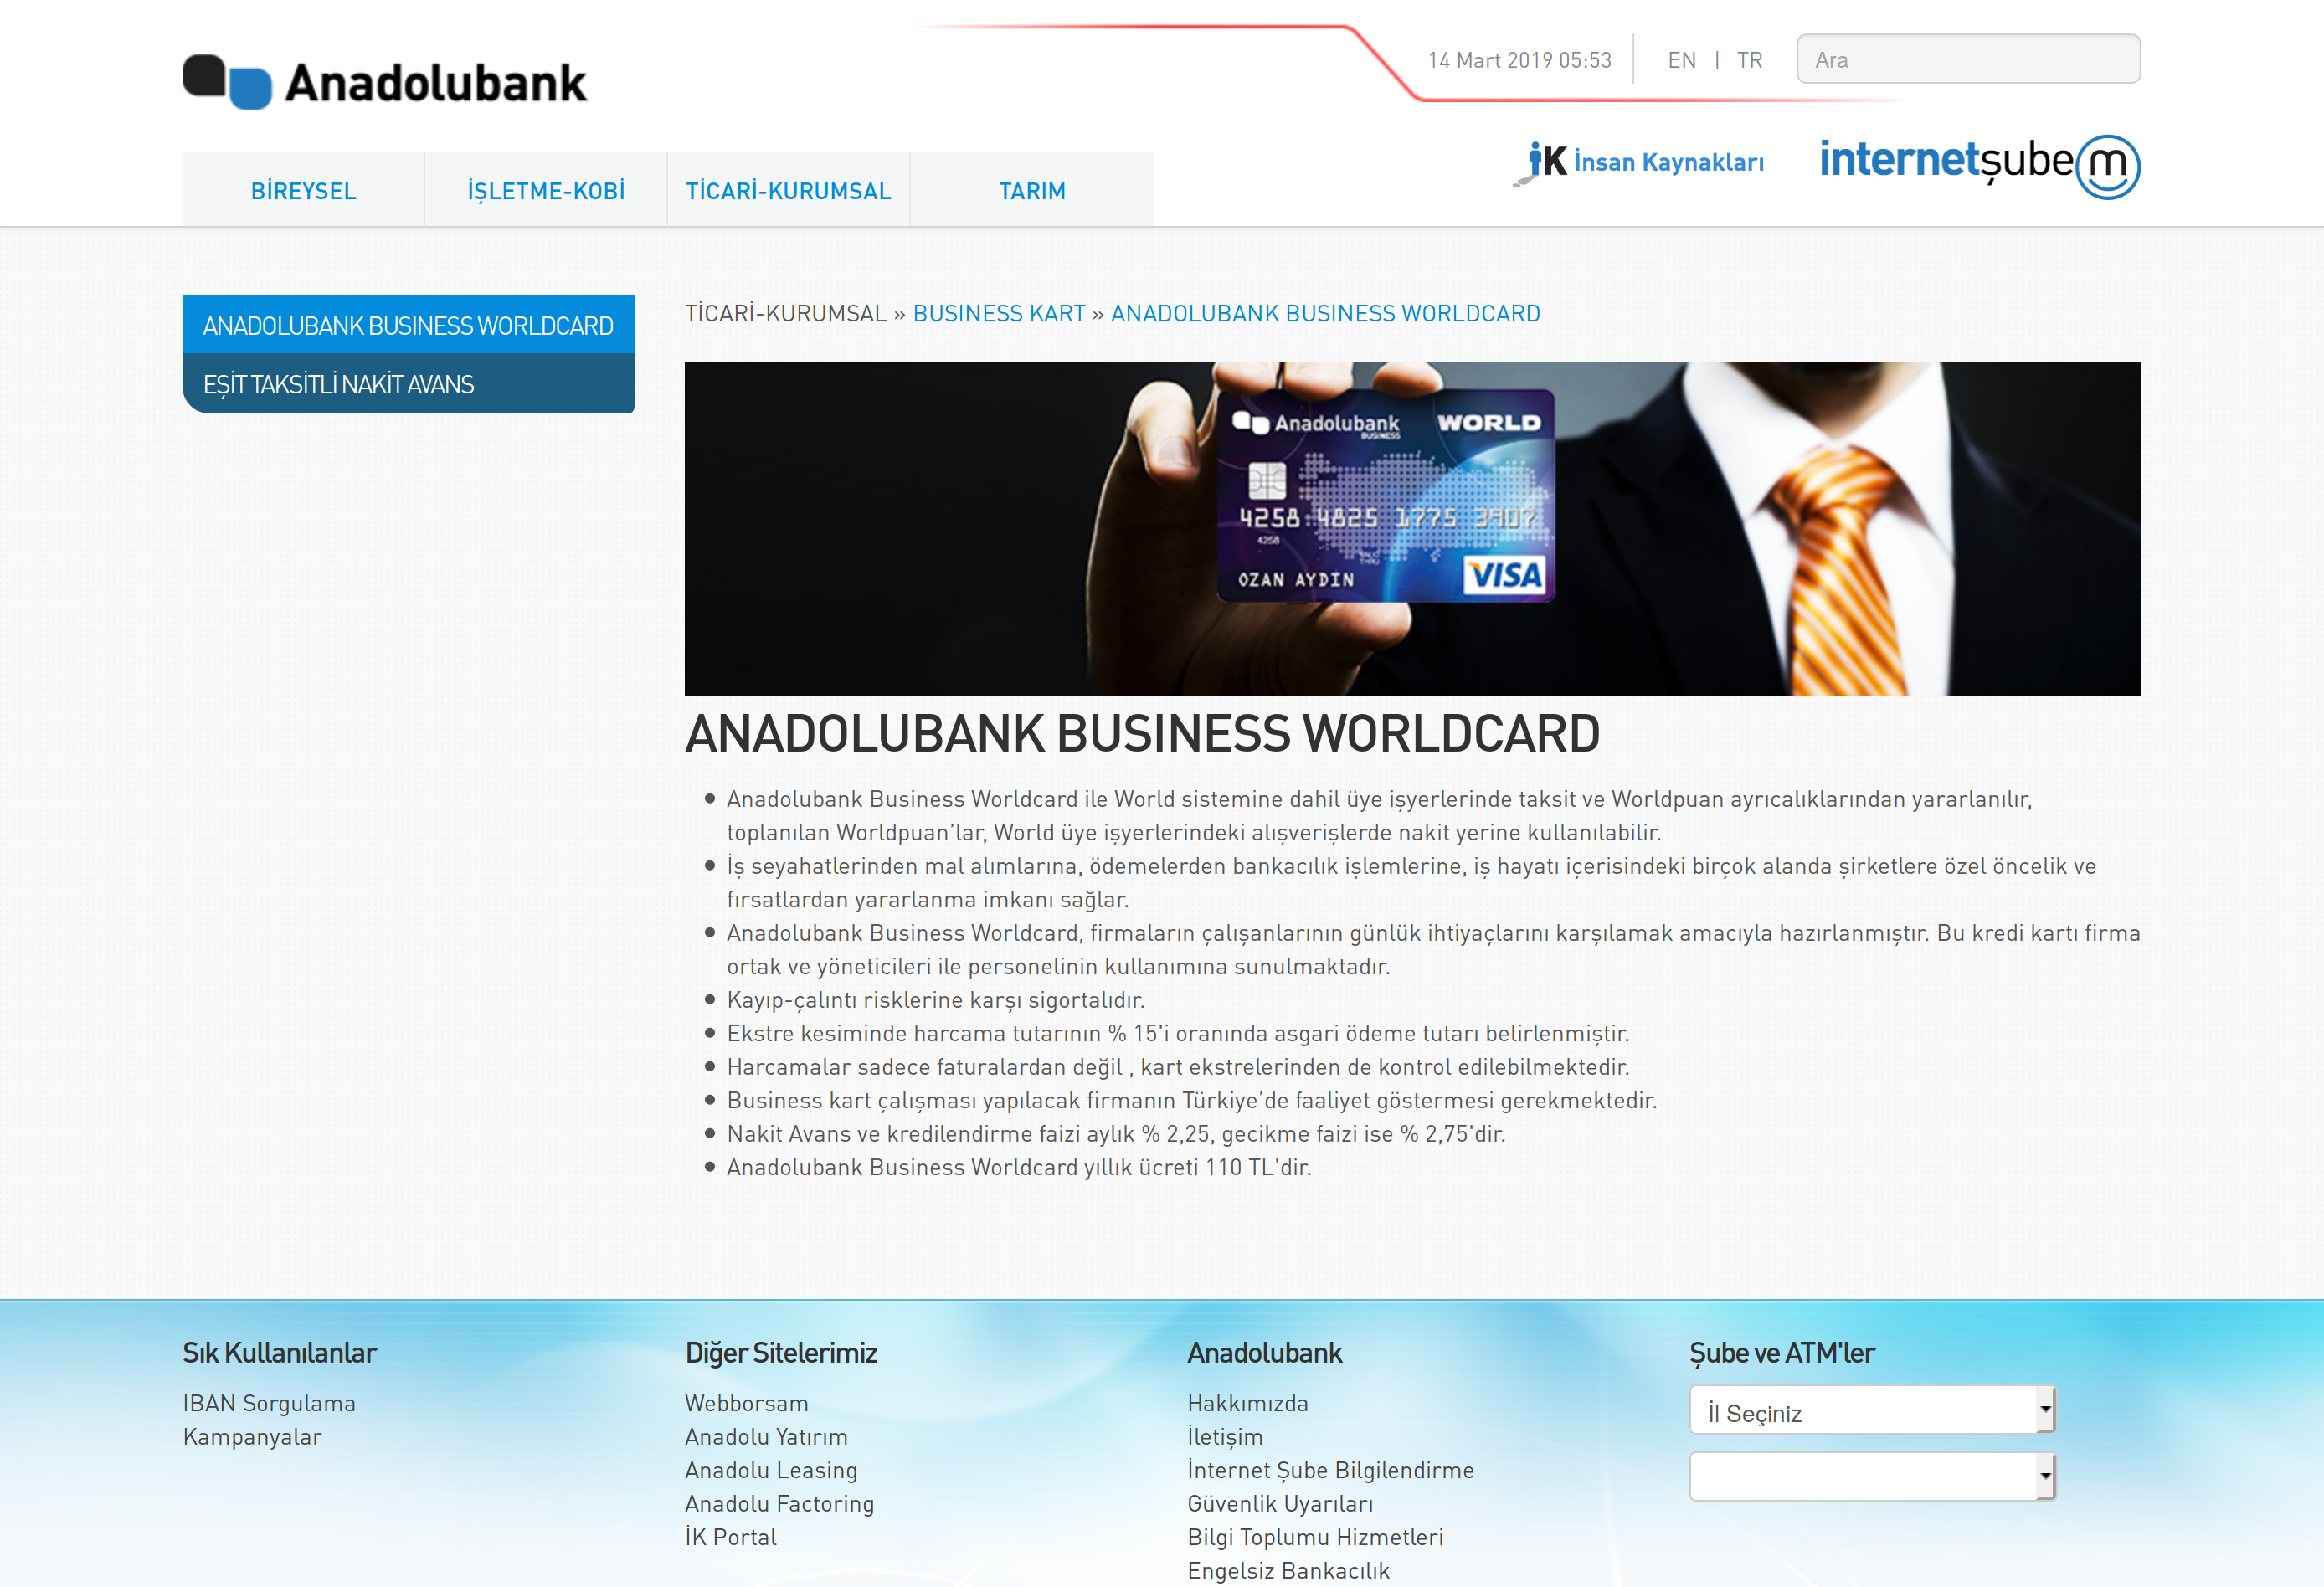 Anadolubank
14 Mart 2019 05:53
EN | TR
Ara
BİREYSEL
İŞLETME-KOBİ
TİCARİ-KURUMSAL
TARIM
iK İnsan Kaynakları
internetşube m
ANADOLUBANK BUSINESS WORLDCARD
EŞİT TAKSİTLİ NAKİT AVANS
TİCARİ-KURUMSAL » BUSINESS KART » ANADOLUBANK BUSINESS WORLDCARD
Anadolubank WORLD
BUSINESS
4258 4825 1775 3907
4258
OZAN AYDIN
VISA
ANADOLUBANK BUSINESS WORLDCARD
Anadolubank Business Worldcard ile World sistemine dahil üye işyerlerinde taksit ve Worldpuan ayrıcalıklarından yararlanılır,
toplanılan Worldpuan’lar, World üye işyerlerindeki alışverişlerde nakit yerine kullanılabilir.
İş seyahatlerinden mal alımlarına, ödemelerden bankacılık işlemlerine, iş hayatı içerisindeki birçok alanda şirketlere özel öncelik ve
fırsatlardan yararlanma imkanı sağlar.
Anadolubank Business Worldcard, firmaların çalışanlarının günlük ihtiyaçlarını karşılamak amacıyla hazırlanmıştır. Bu kredi kartı firma
ortak ve yöneticileri ile personelinin kullanımına sunulmaktadır.
Kayıp-çalıntı risklerine karşı sigortalıdır.
Ekstre kesiminde harcama tutarının % 15'i oranında asgari ödeme tutarı belirlenmiştir.
Harcamalar sadece faturalardan değil , kart ekstrelerinden de kontrol edilebilmektedir.
Business kart çalışması yapılacak firmanın Türkiye’de faaliyet göstermesi gerekmektedir.
Nakit Avans ve kredilendirme faizi aylık % 2,25, gecikme faizi ise % 2,75'dir.
Anadolubank Business Worldcard yıllık ücreti 110 TL'dir.
Sık Kullanılanlar
IBAN Sorgulama
Kampanyalar
Diğer Sitelerimiz
Webborsam
Anadolu Yatırım
Anadolu Leasing
Anadolu Factoring
İK Portal
Anadolubank
Hakkımızda
İletişim
İnternet Şube Bilgilendirme
Güvenlik Uyarıları
Bilgi Toplumu Hizmetleri
Engelsiz Bankacılık
Şube ve ATM'ler
İl Seçiniz